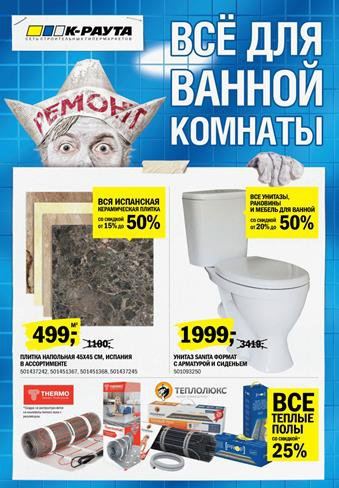 К-РАУТА
СЕТЬ СТРОИТЕЛЬНЫХ ГИПЕРМАРКЕТОВ
ВСЁ ДЛЯ
ВАННОЙ
КОМНАТЫ
РЕМОНТ
ВСЯ ИСПАНСКАЯ
КЕРАМИЧЕСКАЯ ПЛИТКА
СО СКИДКОЙ
ОТ 15% ДО 50%
ВСЕ УНИТАЗЫ,
РАКОВИНЫ
И МЕБЕЛЬ ДЛЯ ВАННОЙ
СО СКИДКОЙ
ОТ 20% ДО 50%
499,- М²
1100,-
ПЛИТКА НАПОЛЬНАЯ 45X45 СМ, ИСПАНИЯ
В АССОРТИМЕНТЕ
501437242, 501451367, 501451368, 501437245
1999,-
3419,-
УНИТАЗ SANTA ФОРМАТ
С АРМАТУРОЙ И СИДЕНЬЕМ
501093250
THERMO
ТЕПЛОЛЮКС
ВСЕ
ТЕПЛЫЕ
ПОЛЫ
СО СКИДКОЙ*
25%